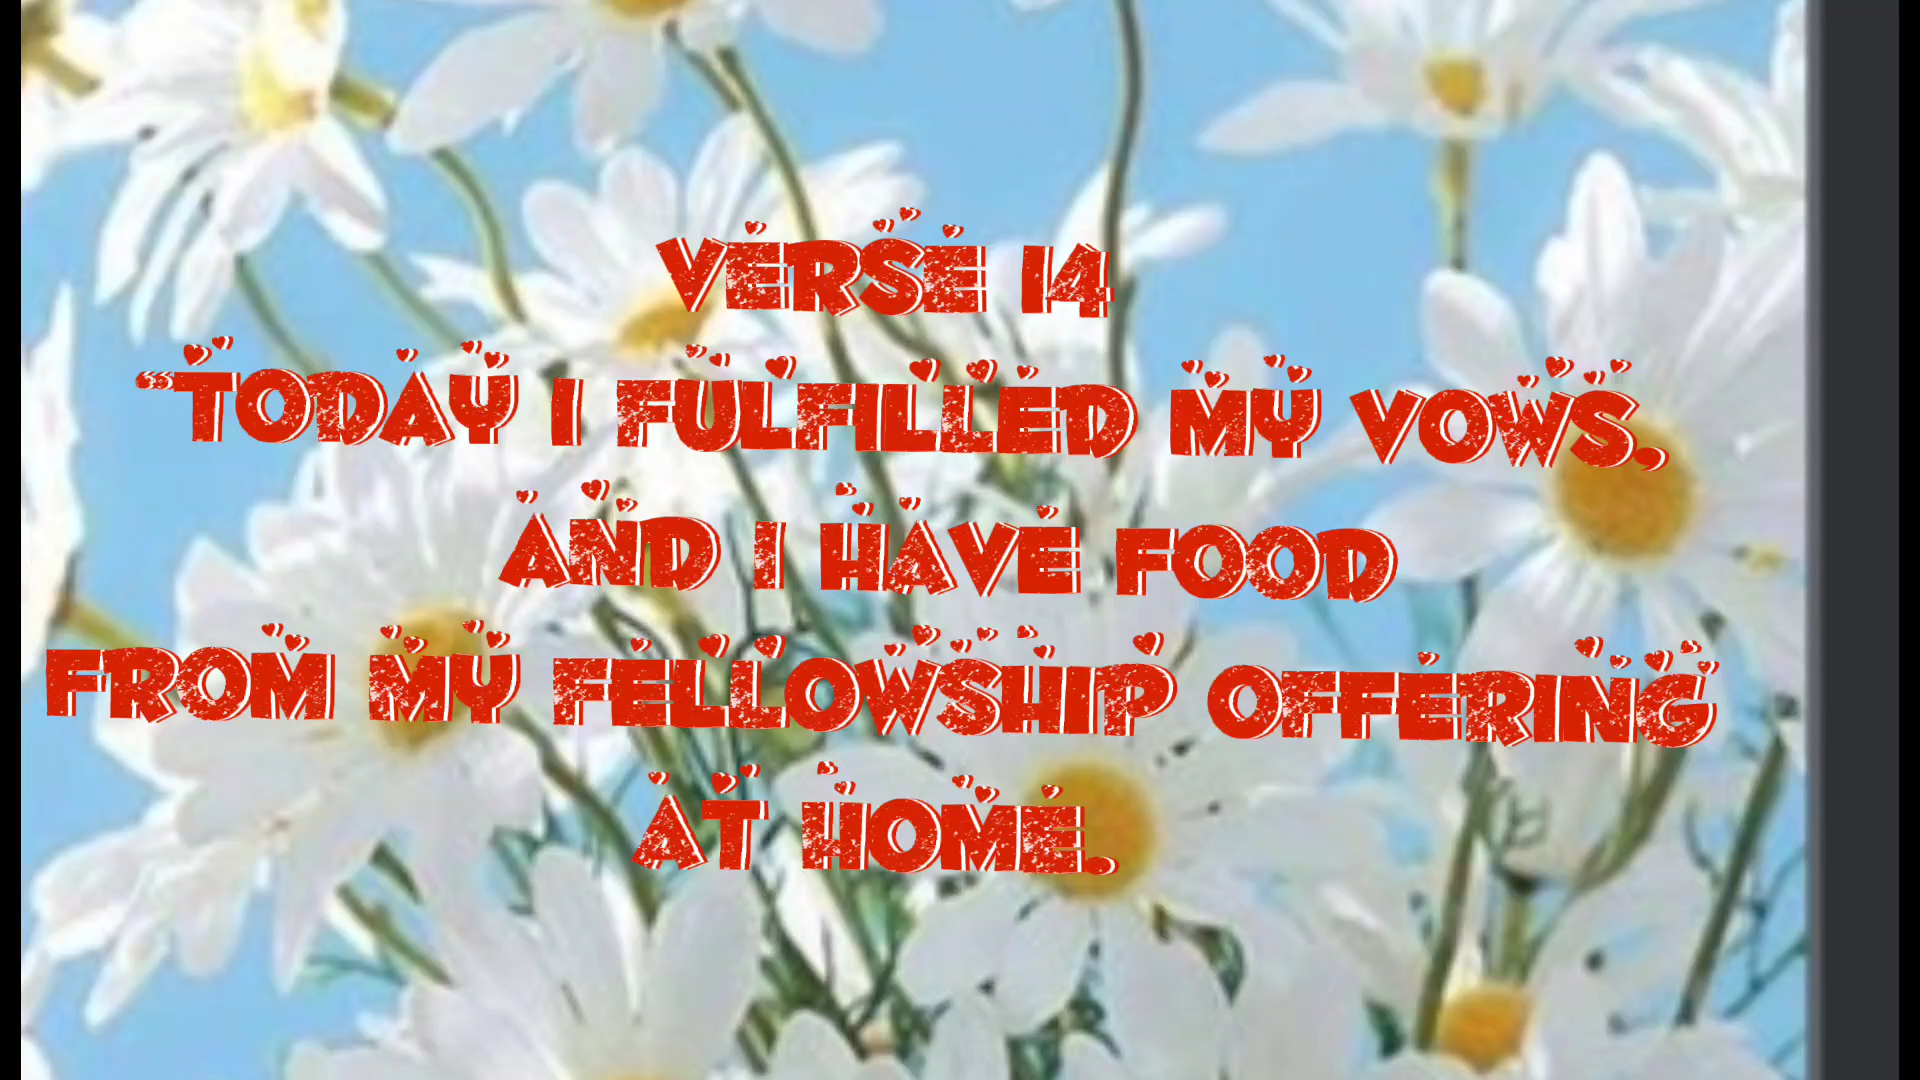 VERSE 14
“TODAY I FULFILLED MY VOWS,
AND I HAVE FOOD
FROM MY FELLOWSHIP OFFERING
AT HOME.